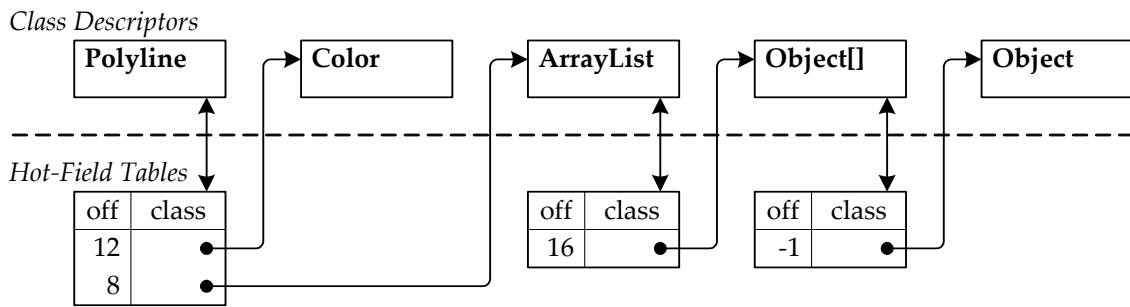 Class Descriptors
Polyline Color ArrayList Object[] Object
Hot-Field Tables
off class off class off class
12 16 -1
8